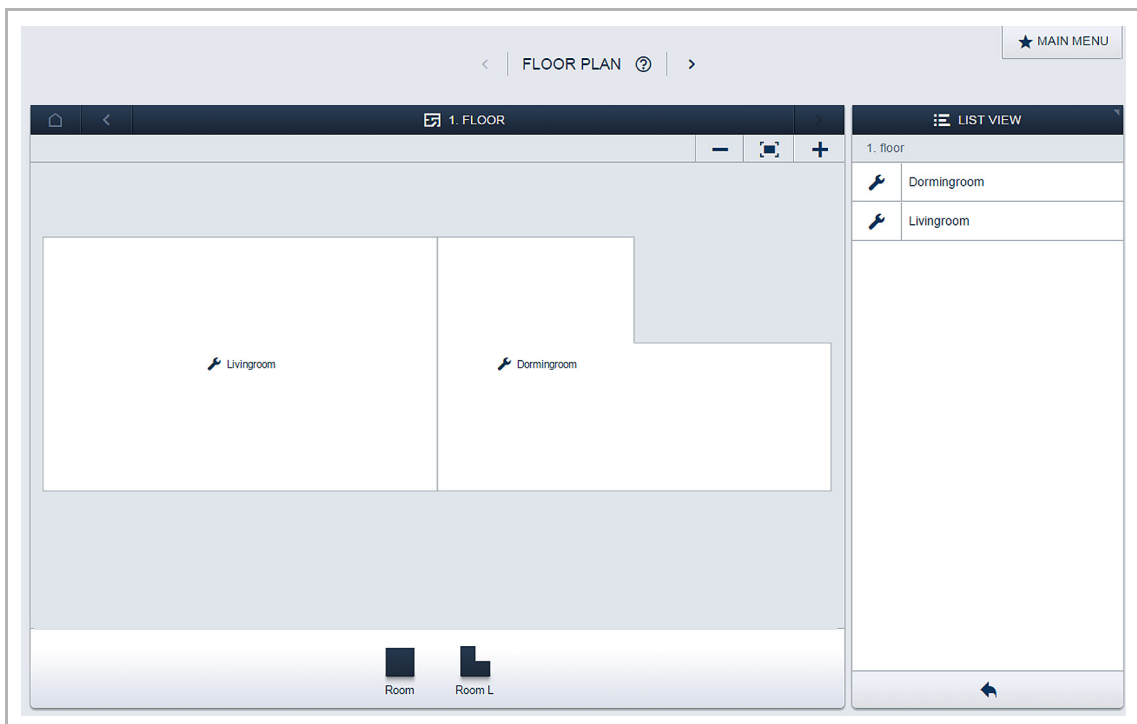 MAIN MENU
FLOOR PLAN
1. FLOOR
LIST VIEW
1. floor
Dormingroom
Livingroom
Livingroom
Dormingroom
Room
Room L